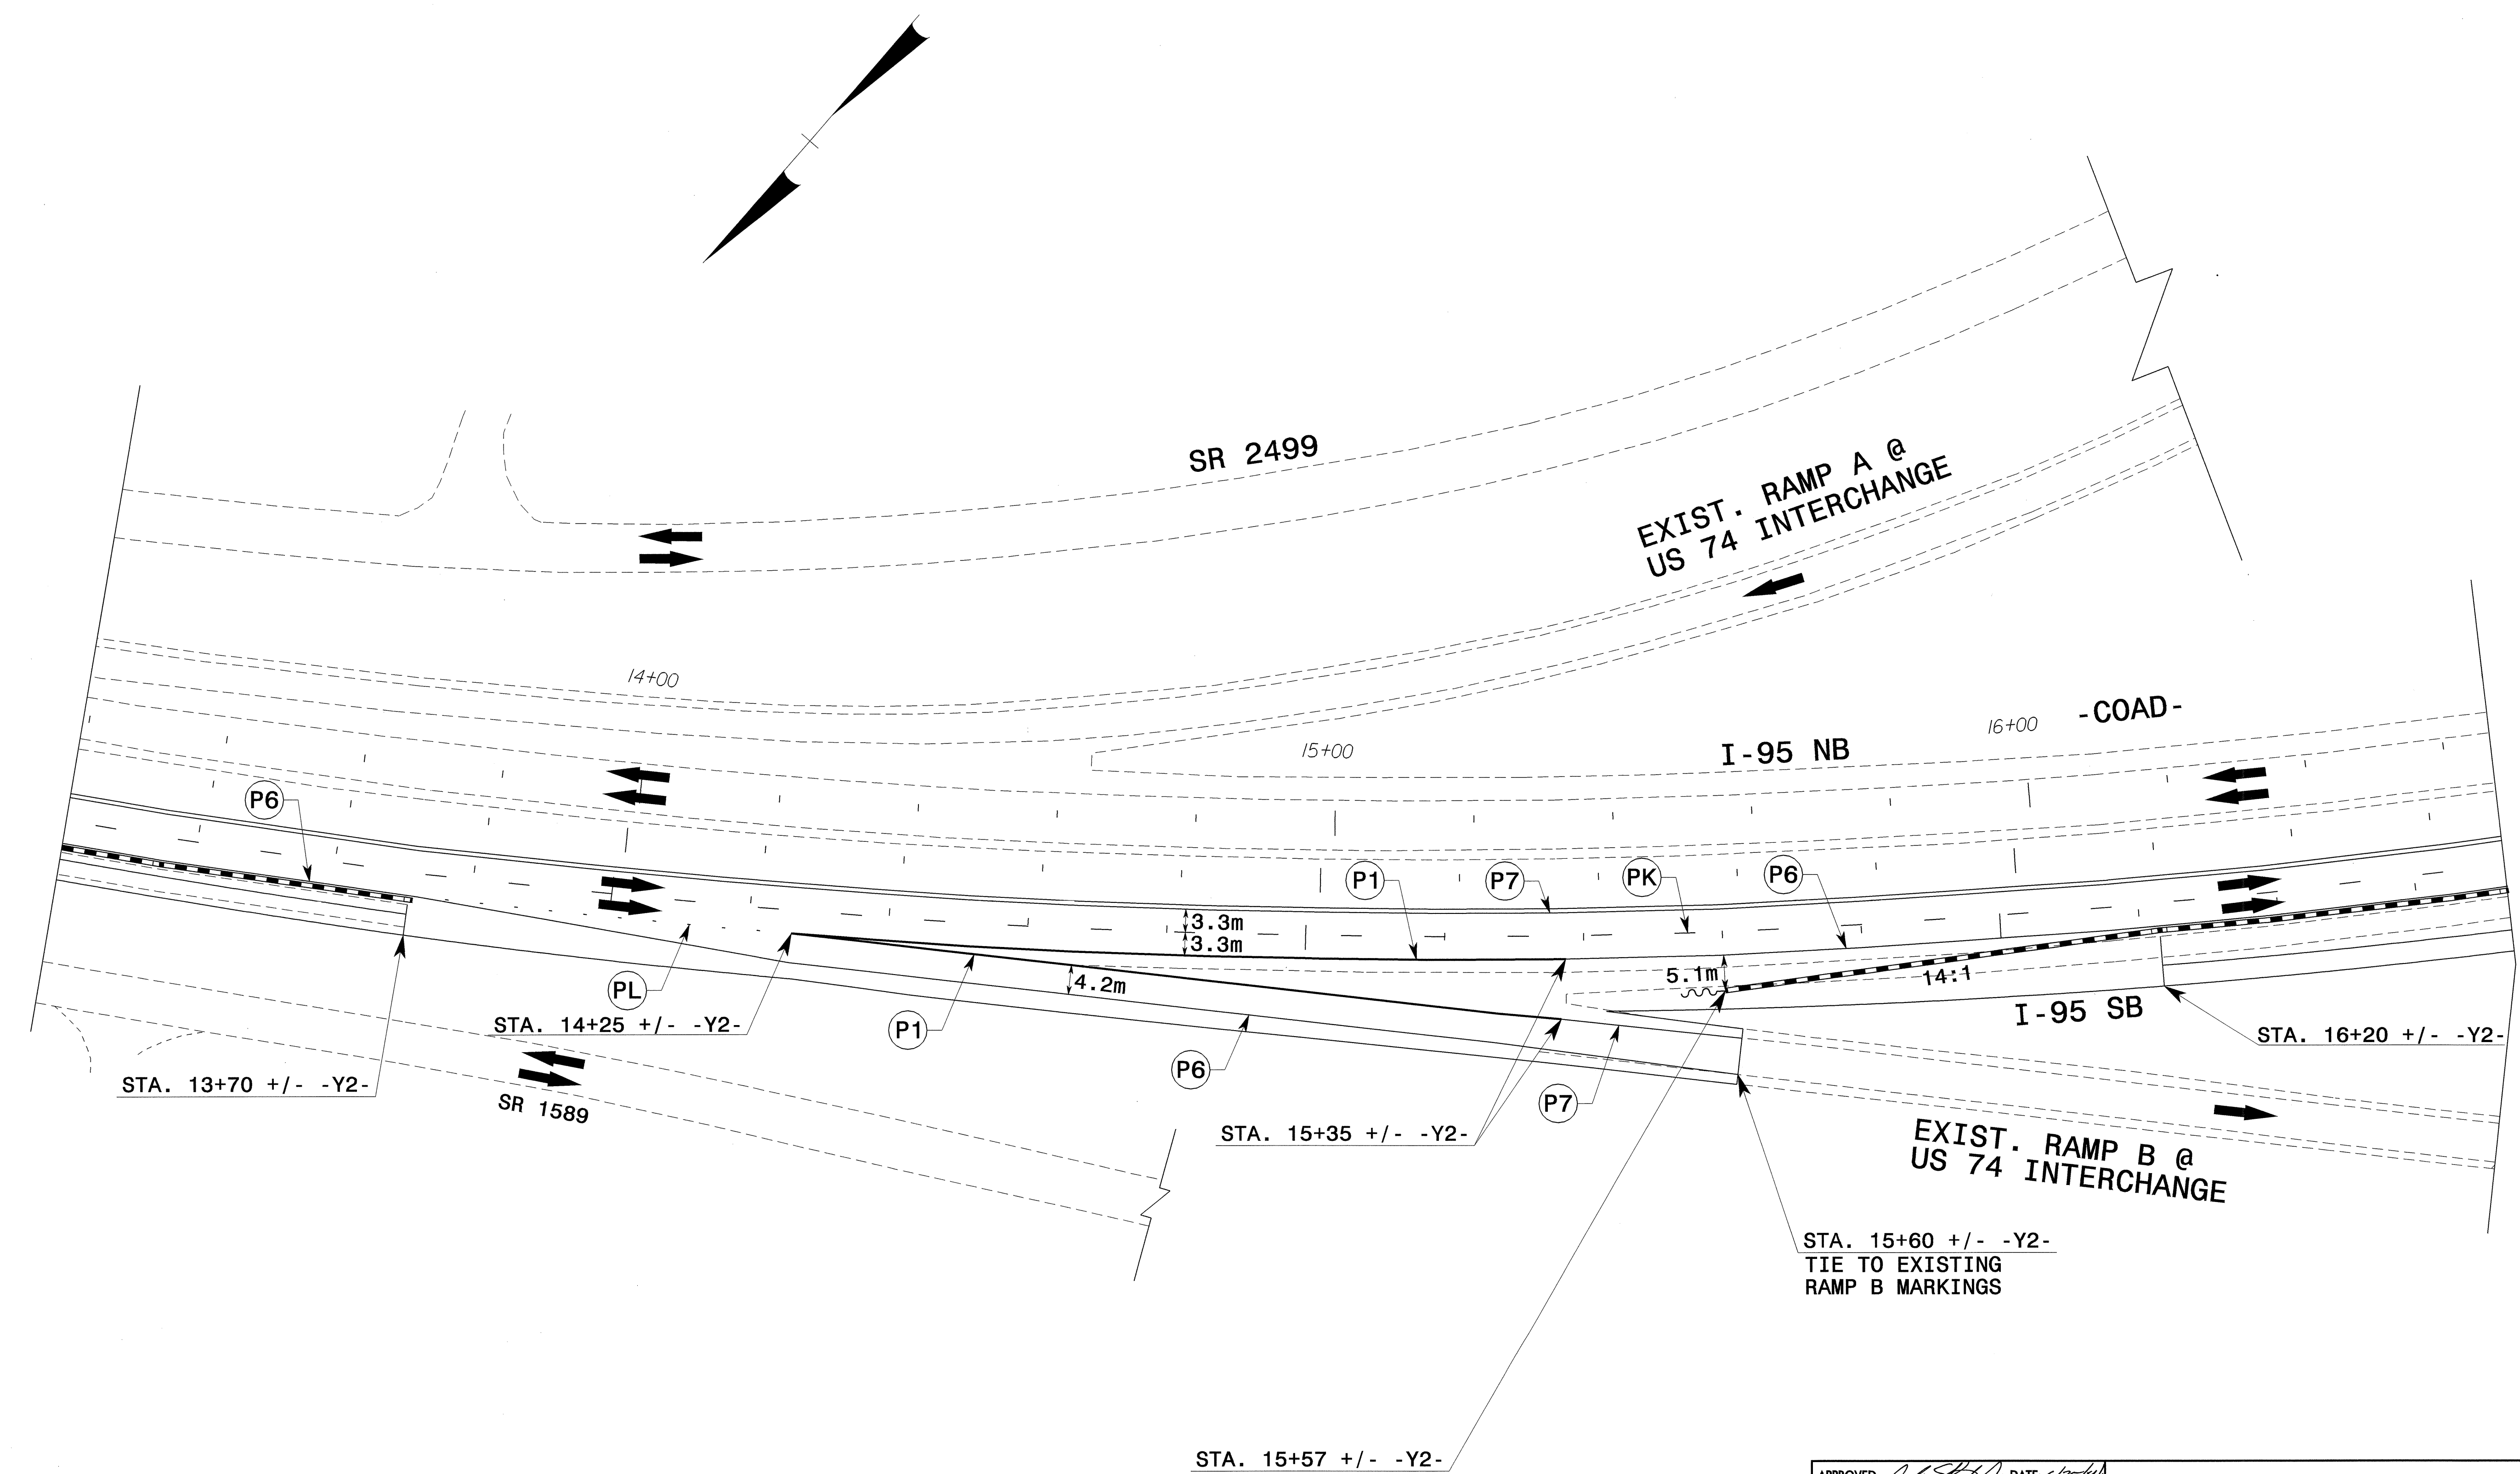 SR 2499
EXIST. RAMP A @
US 74 INTERCHANGE
14+00
15+00
16+00
-COAD-
I-95 NB
P6
P1
P7
PK
P6
3.3m
3.3m
5.1m
14:1
4.2m
PL
STA. 14+25 +/- -Y2-
P1
I-95 SB
STA. 16+20 +/- -Y2-
STA. 13+70 +/- -Y2-
P6
SR 1589
P7
STA. 15+35 +/- -Y2-
EXIST. RAMP B @
US 74 INTERCHANGE
STA. 15+60 +/- -Y2-
TIE TO EXISTING
RAMP B MARKINGS
STA. 15+57 +/- -Y2-
APPROVED DATE